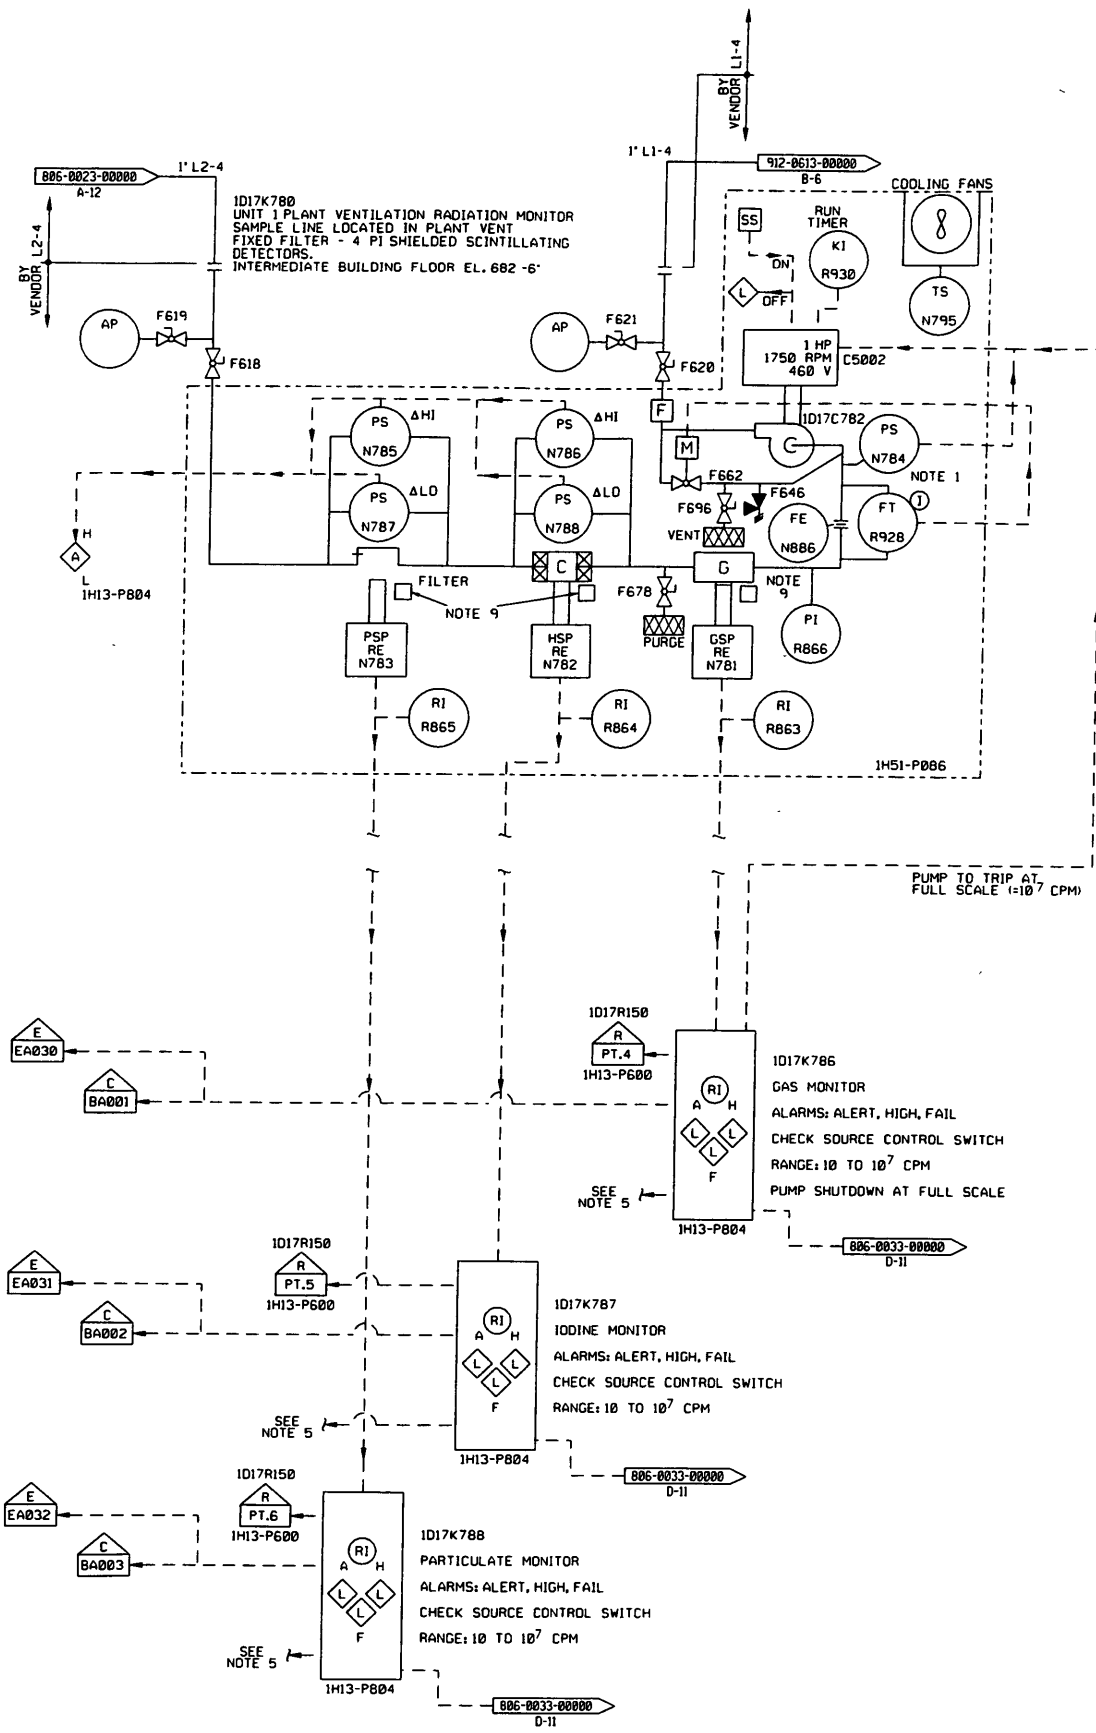 BY
VENDOR L1-4
1" L1-4
912-0613-00000
B-6
1" L2-4
806-0023-00000
A-12
BY
VENDOR L2-4
1D17K780
UNIT 1 PLANT VENTILATION RADIATION MONITOR
SAMPLE LINE LOCATED IN PLANT VENT
FIXED FILTER - 4 PI SHIELDED SCINTILLATING
DETECTORS.
INTERMEDIATE BUILDING FLOOR EL. 682 -6"
COOLING FANS
SS
ON
L
OFF
RUN
TIMER
KI
R930
TS
N795
AP
F619
F618
AP
F621
F620
1 HP
1750 RPM
460 V
C5002
F
M
1D17C782
C
PS
N784
NOTE 1
PS
N785
ΔHI
PS
N786
ΔHI
PS
N787
ΔLO
PS
N788
ΔLO
F662
F646
F696
VENT
FE
N886
FT
R928
I
H
A
L
1H13-P804
FILTER
NOTE 9
C
F678
PURGE
G
NOTE
9
PI
R866
PSP
RE
N783
HSP
RE
N782
GSP
RE
N781
RI
R865
RI
R864
RI
R863
1H51-P086
PUMP TO TRIP AT
FULL SCALE (=10⁷ CPM)
E
EA030
C
BA001
1D17R150
R
PT.4
1H13-P600
RI
A H
L L
L
F
1H13-P804
1D17K786
GAS MONITOR
ALARMS: ALERT, HIGH, FAIL
CHECK SOURCE CONTROL SWITCH
RANGE: 10 TO 10⁷ CPM
PUMP SHUTDOWN AT FULL SCALE
SEE
NOTE 5
806-0033-00000
D-11
E
EA031
C
BA002
1D17R150
R
PT.5
1H13-P600
RI
A H
L L
L
F
1H13-P804
1D17K787
IODINE MONITOR
ALARMS: ALERT, HIGH, FAIL
CHECK SOURCE CONTROL SWITCH
RANGE: 10 TO 10⁷ CPM
SEE
NOTE 5
806-0033-00000
D-11
E
EA032
C
BA003
1D17R150
R
PT.6
1H13-P600
RI
A H
L L
L
F
1H13-P804
1D17K788
PARTICULATE MONITOR
ALARMS: ALERT, HIGH, FAIL
CHECK SOURCE CONTROL SWITCH
RANGE: 10 TO 10⁷ CPM
SEE
NOTE 5
806-0033-00000
D-11